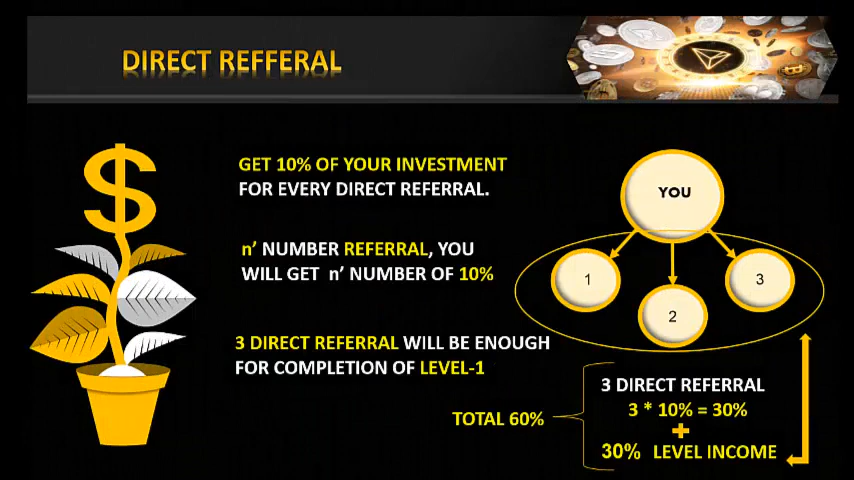 DIRECT REFFERAL
GET 10% OF YOUR INVESTMENT
FOR EVERY DIRECT REFERRAL.
n’ NUMBER REFERRAL, YOU
WILL GET n’ NUMBER OF 10%
3 DIRECT REFERRAL WILL BE ENOUGH
FOR COMPLETION OF LEVEL-1
YOU
1
2
3
TOTAL 60%
3 DIRECT REFERRAL
3 * 10% = 30%
+
30% LEVEL INCOME